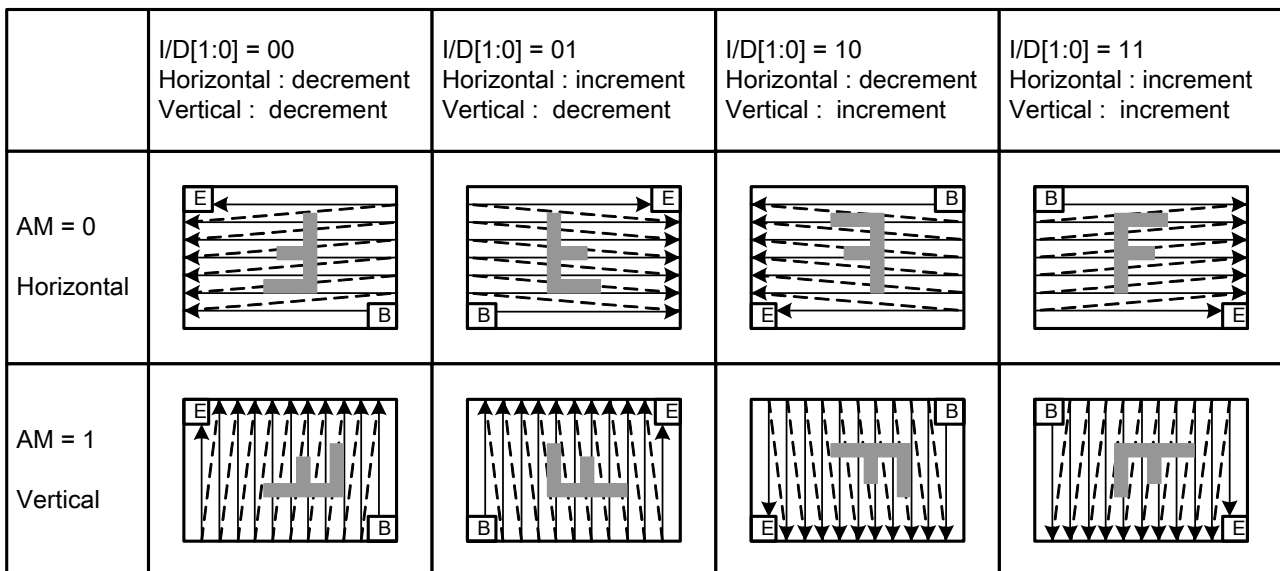 I/D[1:0] = 00
Horizontal : decrement
Vertical :  decrement
I/D[1:0] = 01
Horizontal : increment
Vertical :  decrement
I/D[1:0] = 10
Horizontal : decrement
Vertical :  increment
I/D[1:0] = 11
Horizontal : increment
Vertical :  increment
AM = 0
Horizontal
E
B
E
B
B
E
B
E
AM = 1
Vertical
E
B
E
B
B
E
B
E